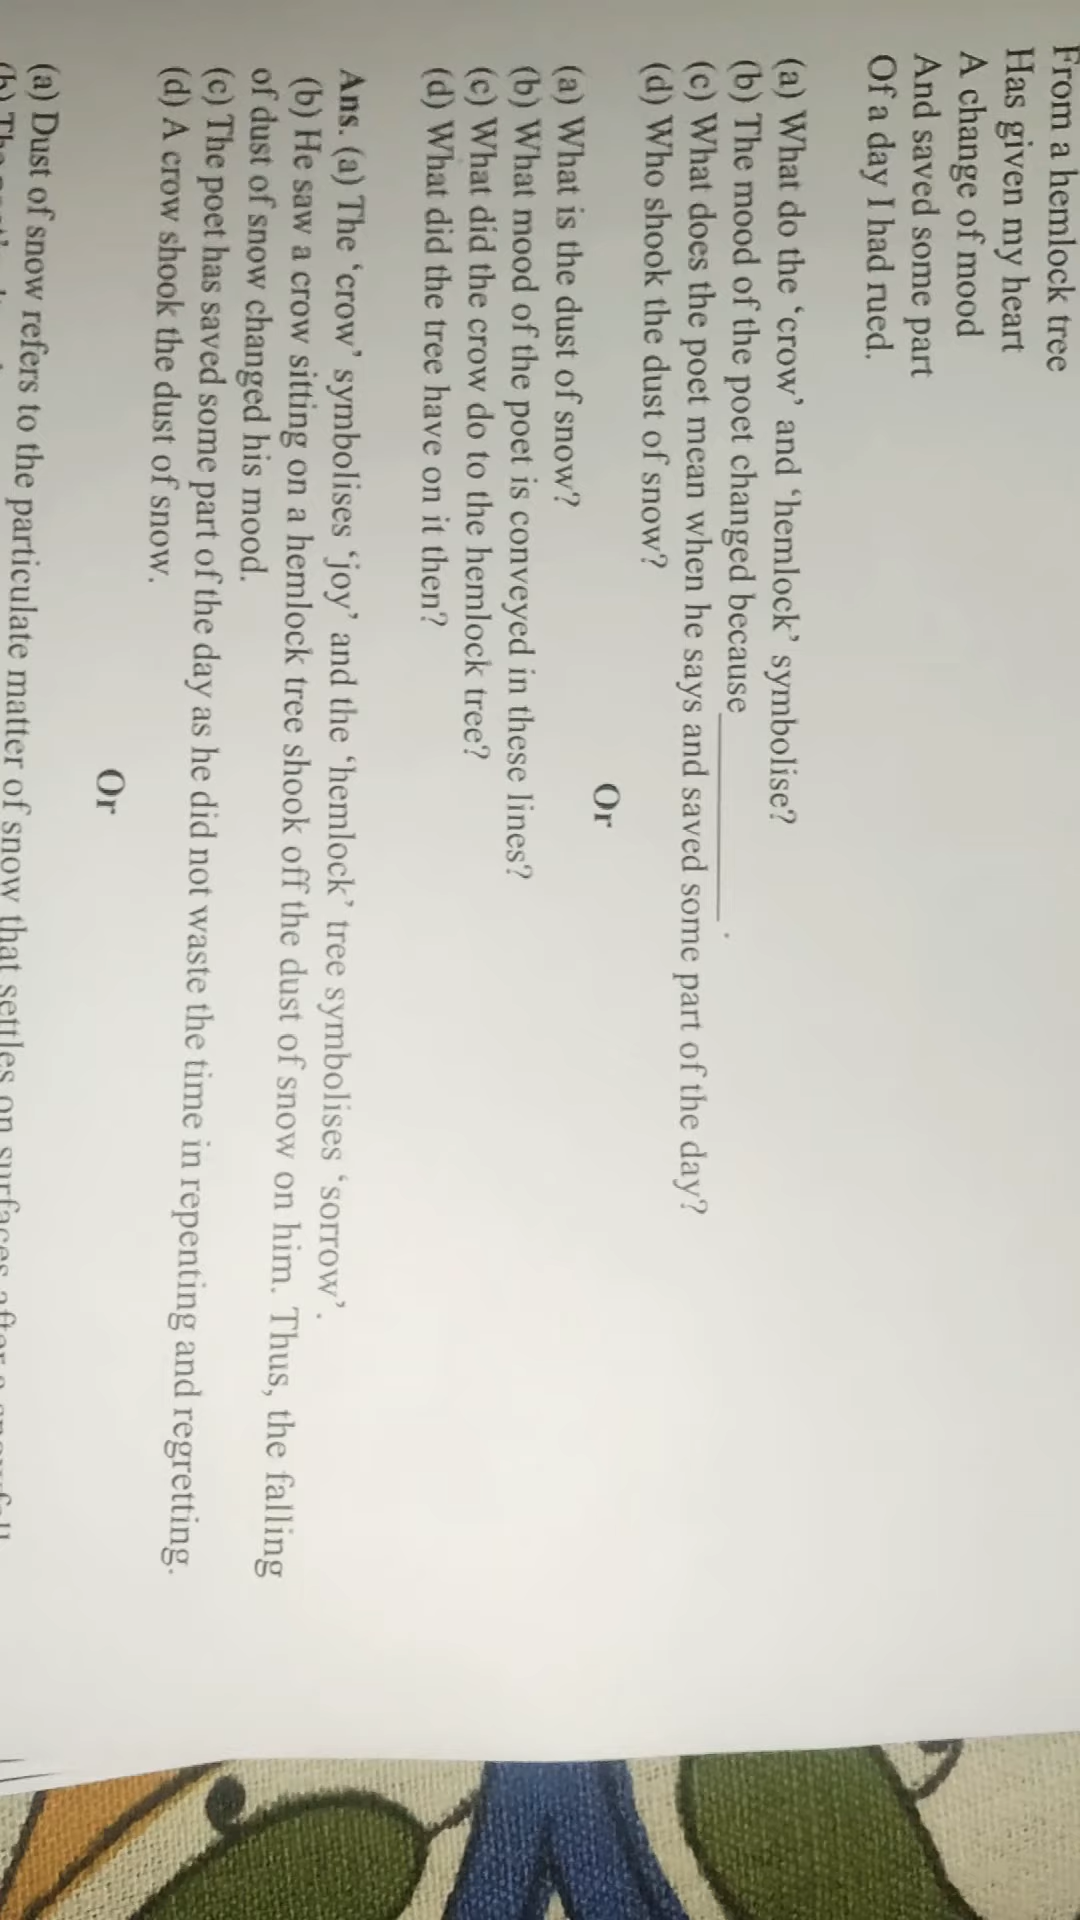 From a hemlock tree
Has given my heart
A change of mood
And saved some part
Of a day I had rued.
(a) What do the ‘crow’ and ‘hemlock’ symbolise?
(b) The mood of the poet changed because __________.
(c) What does the poet mean when he says and saved some part of the day?
(d) Who shook the dust of snow?
Or
(a) What is the dust of snow?
(b) What mood of the poet is conveyed in these lines?
(c) What did the crow do to the hemlock tree?
(d) What did the tree have on it then?
Ans. (a) The ‘crow’ symbolises ‘joy’ and the ‘hemlock’ tree symbolises ‘sorrow’.
(b) He saw a crow sitting on a hemlock tree shook off the dust of snow on him. Thus, the falling
of dust of snow changed his mood.
(c) The poet has saved some part of the day as he did not waste the time in repenting and regretting.
(d) A crow shook the dust of snow.
Or
(a) Dust of snow refers to the particulate matter of snow that settles on surfaces after a snowfall
(b)